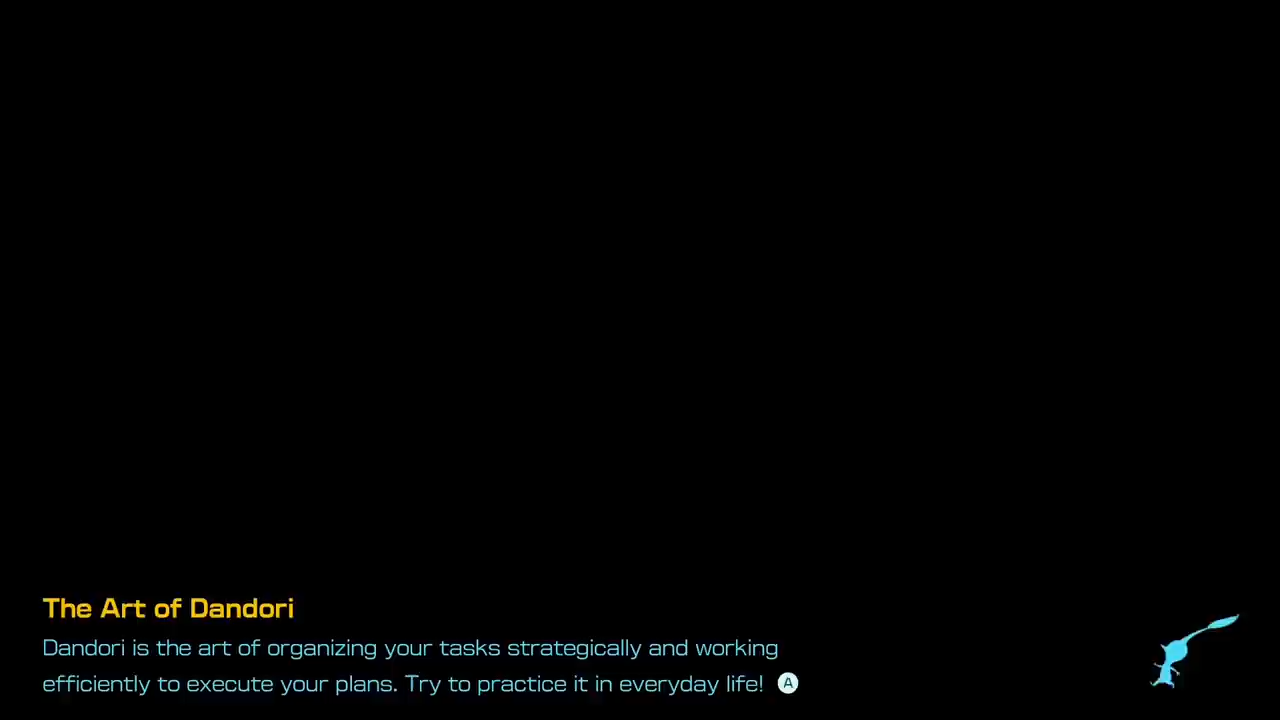 The Art of Dandori
Dandori is the art of organizing your tasks strategically and working
efficiently to execute your plans. Try to practice it in everyday life! A